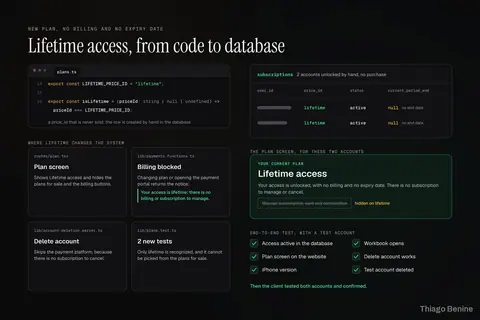 NEW PLAN, NO BILLING AND NO EXPIRY DATE
Lifetime access, from code to database
plans.ts
export const LIFETIME_PRICE_ID = "lifetime";
export const isLifetime = (priceId: string | null | undefined) =>
priceId === LIFETIME_PRICE_ID;
a price_id that is never sold: the row is created by hand in the database
subscriptions 2 accounts unlocked by hand, no purchase
user_id price_id status current_period_end
lifetime active null no end date
lifetime active null no end date
WHERE LIFETIME CHANGED THE SYSTEM
Plan screen
Shows Lifetime access and hides the plans for sale and the billing buttons.
Billing blocked
Changing plan or opening the payment portal returns the notice:
Your access is lifetime: there is no billing or subscription to manage.
Delete account
Skips the payment platform, because there is no subscription to cancel.
lib/plans.test.ts
2 new tests
Only lifetime is recognized, and it cannot be picked from the plans for sale.
THE PLAN SCREEN, FOR THESE TWO ACCOUNTS
YOUR CURRENT PLAN
Lifetime access
Your access is unlocked, with no billing and no expiry date. There is no subscription to manage or cancel.
hidden on lifetime
END-TO-END TEST, WITH A TEST ACCOUNT
Access active in the database
Workbook opens
Plan screen on the website
Delete account works
iPhone version
Test account deleted
Then the client tested both accounts and confirmed.
Thiago Benine